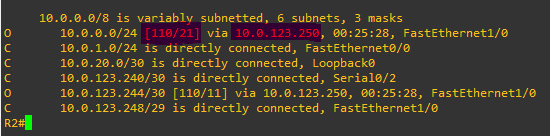 10.0.0.0/8 is variably subnetted, 6 subnets, 3 masks
O 10.0.0.0/24 [110/21] via 10.0.123.250, 00:25:28, FastEthernet1/0
C 10.0.1.0/24 is directly connected, FastEthernet0/0
C 10.0.20.0/30 is directly connected, Loopback0
C 10.0.123.240/30 is directly connected, Serial0/2
O 10.0.123.244/30 [110/11] via 10.0.123.250, 00:25:28, FastEthernet1/0
C 10.0.123.248/29 is directly connected, FastEthernet1/0
R2#